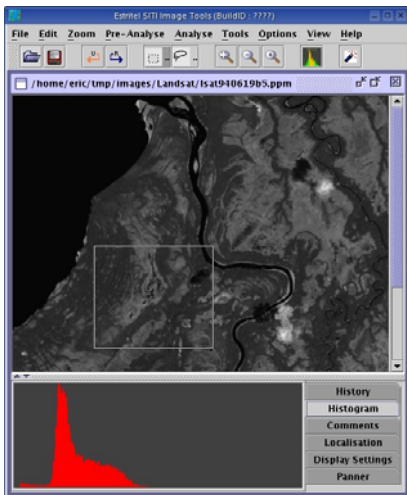 Estritel SITI Image Tools (BuildID : ????)
File Edit Zoom Pre-Analyse Analyse Tools Options View Help
/home/eric/tmp/images/Landsat/lsat940619b5.ppm
History
Histogram
Comments
Localisation
Display Settings
Panner